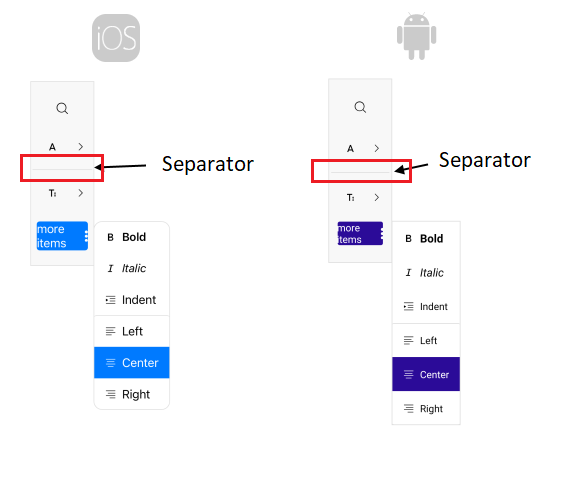 iOS
A
Separator
T
more
items
B Bold
I Italic
Indent
Left
Center
Right
A
Separator
T
more
items
B Bold
I Italic
Indent
Left
Center
Right